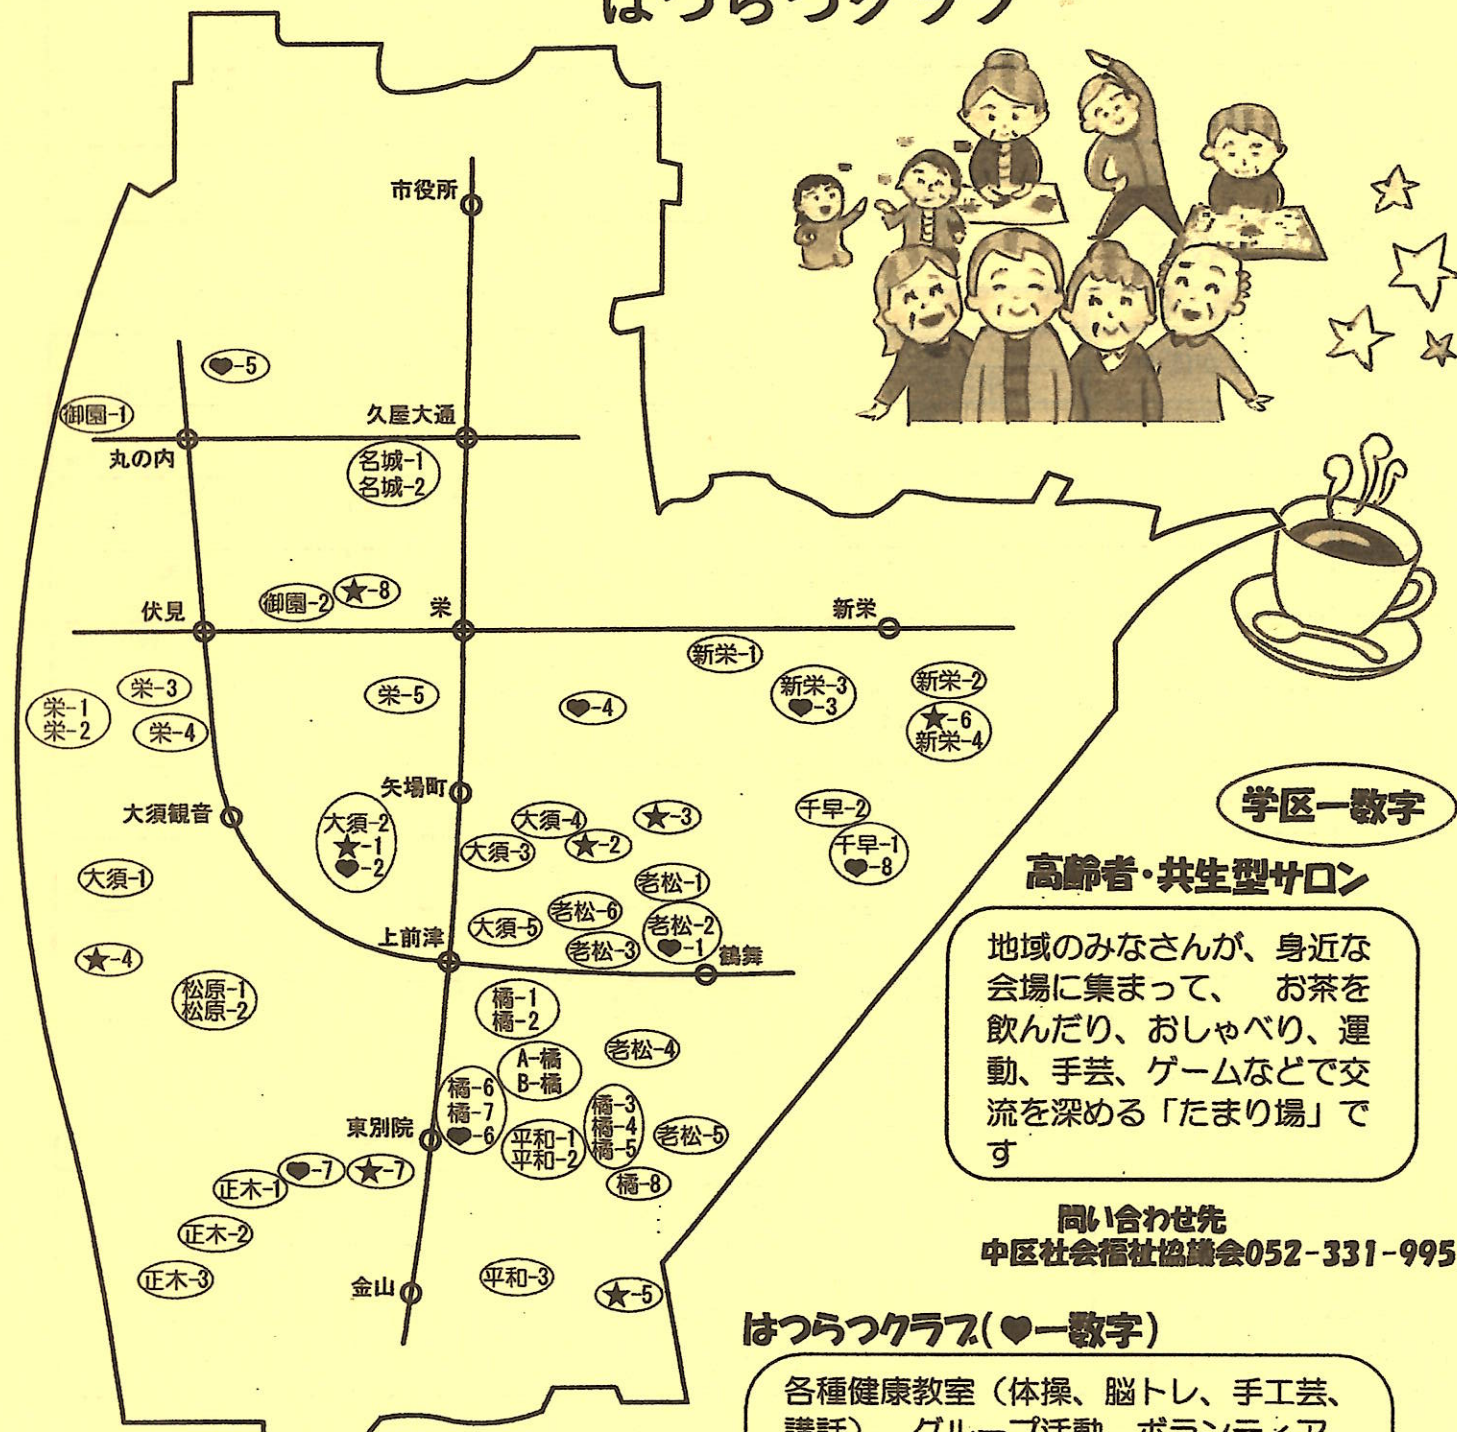 はつらつクラブ
市役所
♥-5
御園-1
久屋大通
丸の内
名城-1
名城-2
御園-2
★-8
伏見
栄
新栄
新栄-1
栄-3
栄-1
栄-2
栄-4
栄-5
♥-4
新栄-3
♥-3
新栄-2
★-6
新栄-4
矢場町
大須観音
大須-2
★-1
♥-2
大須-4
★-3
大須-3
★-2
千早-2
千早-1
♥-8
学区ー数字
高齢者・共生型サロン
大須-1
老松-1
老松-6
老松-2
♥-1
大須-5
老松-3
上前津
鶴舞
★-4
松原-1
松原-2
橘-1
橘-2
A-橘
B-橘
老松-4
橘-6
橘-7
♥-6
橘-3
橘-4
橘-5
老松-5
東別院
平和-1
平和-2
♥-7
★-7
正木-1
橘-8
正木-2
正木-3
金山
平和-3
★-5
地域のみなさんが、身近な
会場に集まって、　お茶を
飲んだり、おしゃべり、運
動、手芸、ゲームなどで交
流を深める「たまり場」で
す
問い合わせ先
中区社会福祉協議会052-331-995
はつらつクラブ(♥ー数字)
各種健康教室（体操、脳トレ、手工芸、
講話）、グループ活動、ボランティア